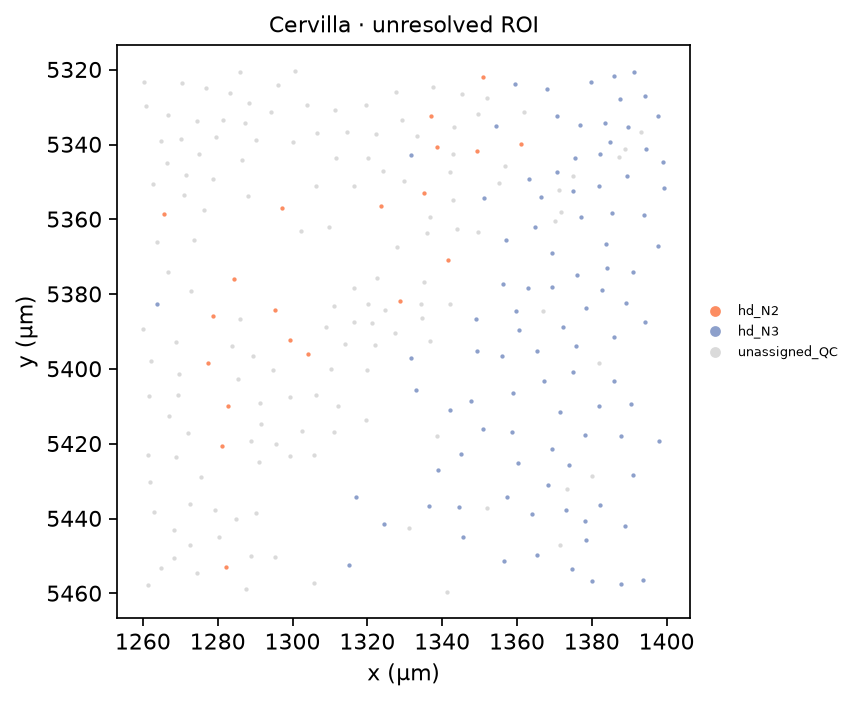 Cervilla · unresolved ROI
y (µm)
5320
5340
5360
5380
5400
5420
5440
5460
1260 1280 1300 1320 1340 1360 1380 1400
x (µm)
hd_N2
hd_N3
unassigned_QC